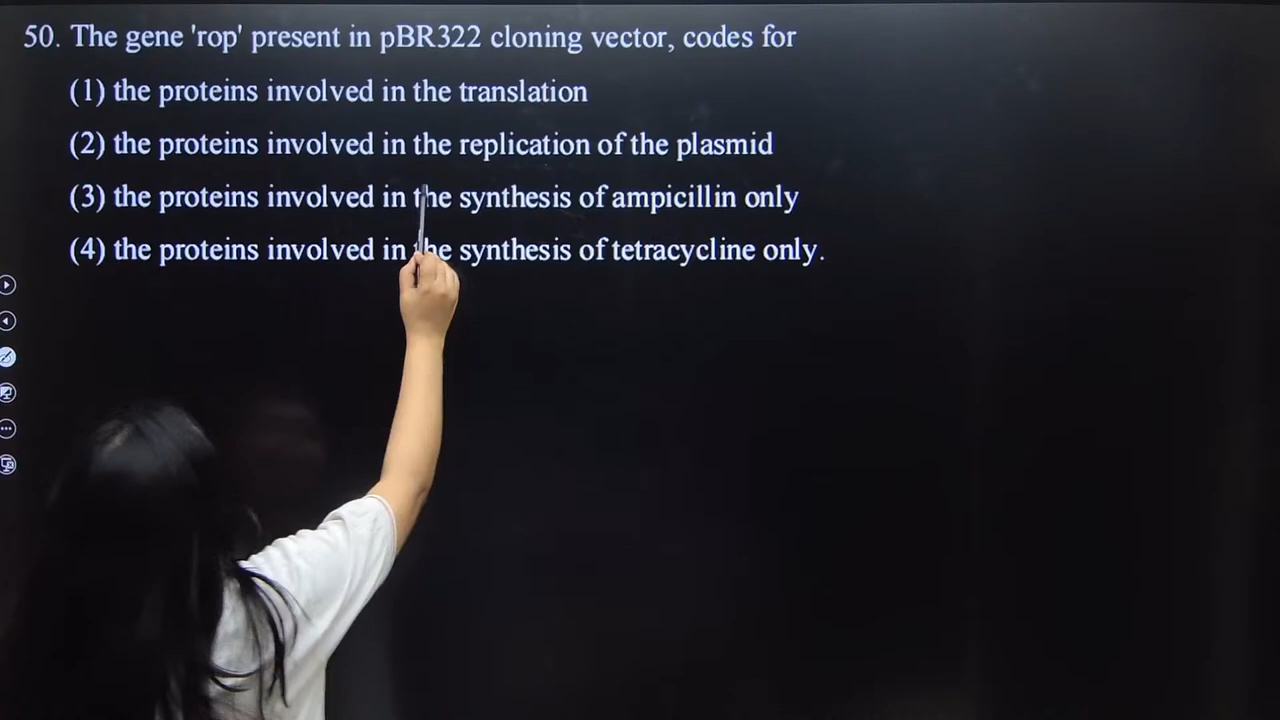 50. The gene 'rop' present in pBR322 cloning vector, codes for
(1) the proteins involved in the translation
(2) the proteins involved in the replication of the plasmid
(3) the proteins involved in the synthesis of ampicillin only
(4) the proteins involved in the synthesis of tetracycline only.